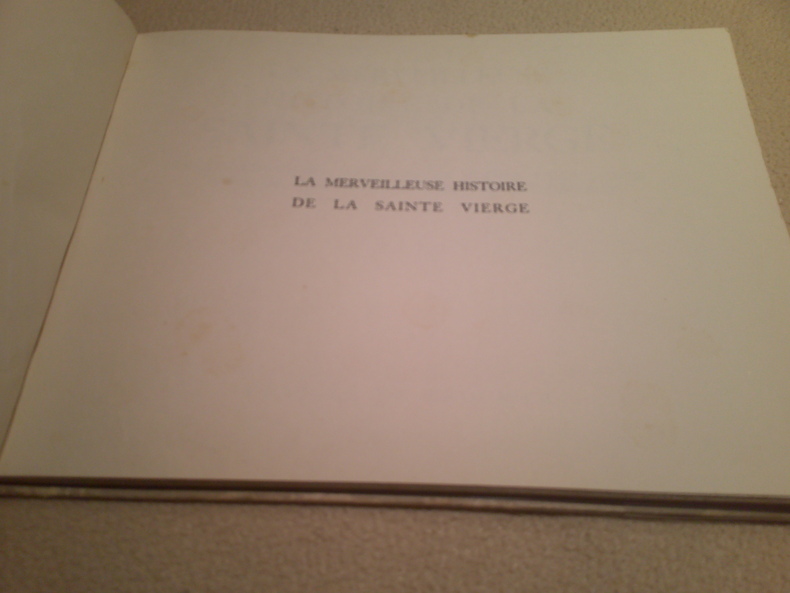 LA MERVEILLEUSE HISTOIRE
DE LA SAINTE VIERGE